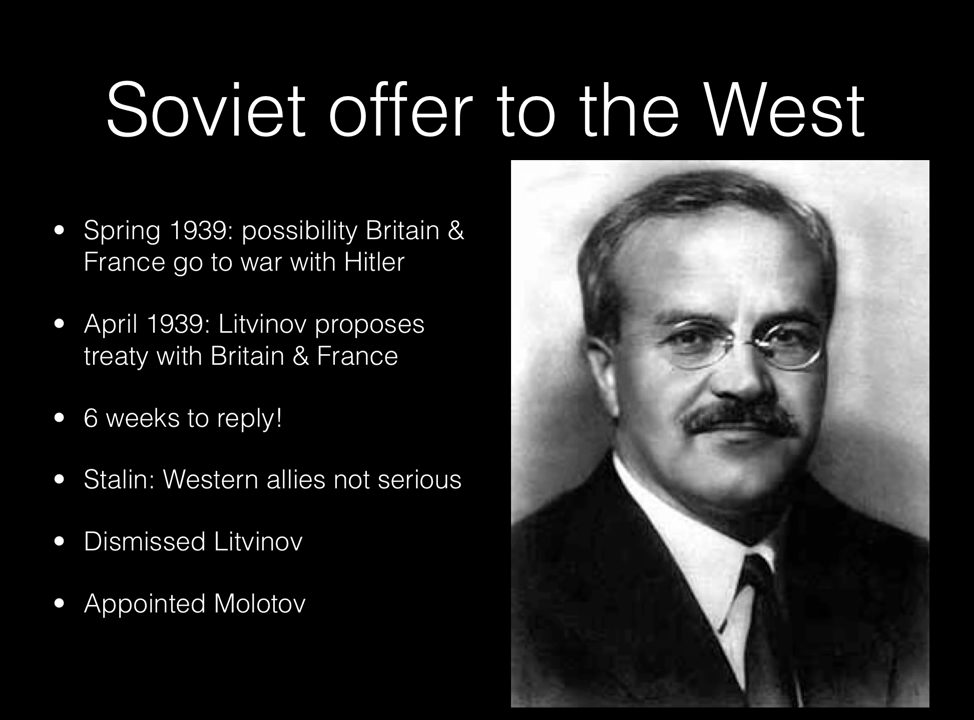 Soviet offer to the West
• Spring 1939: possibility Britain &
France go to war with Hitler
• April 1939: Litvinov proposes
treaty with Britain & France
• 6 weeks to reply!
• Stalin: Western allies not serious
• Dismissed Litvinov
• Appointed Molotov